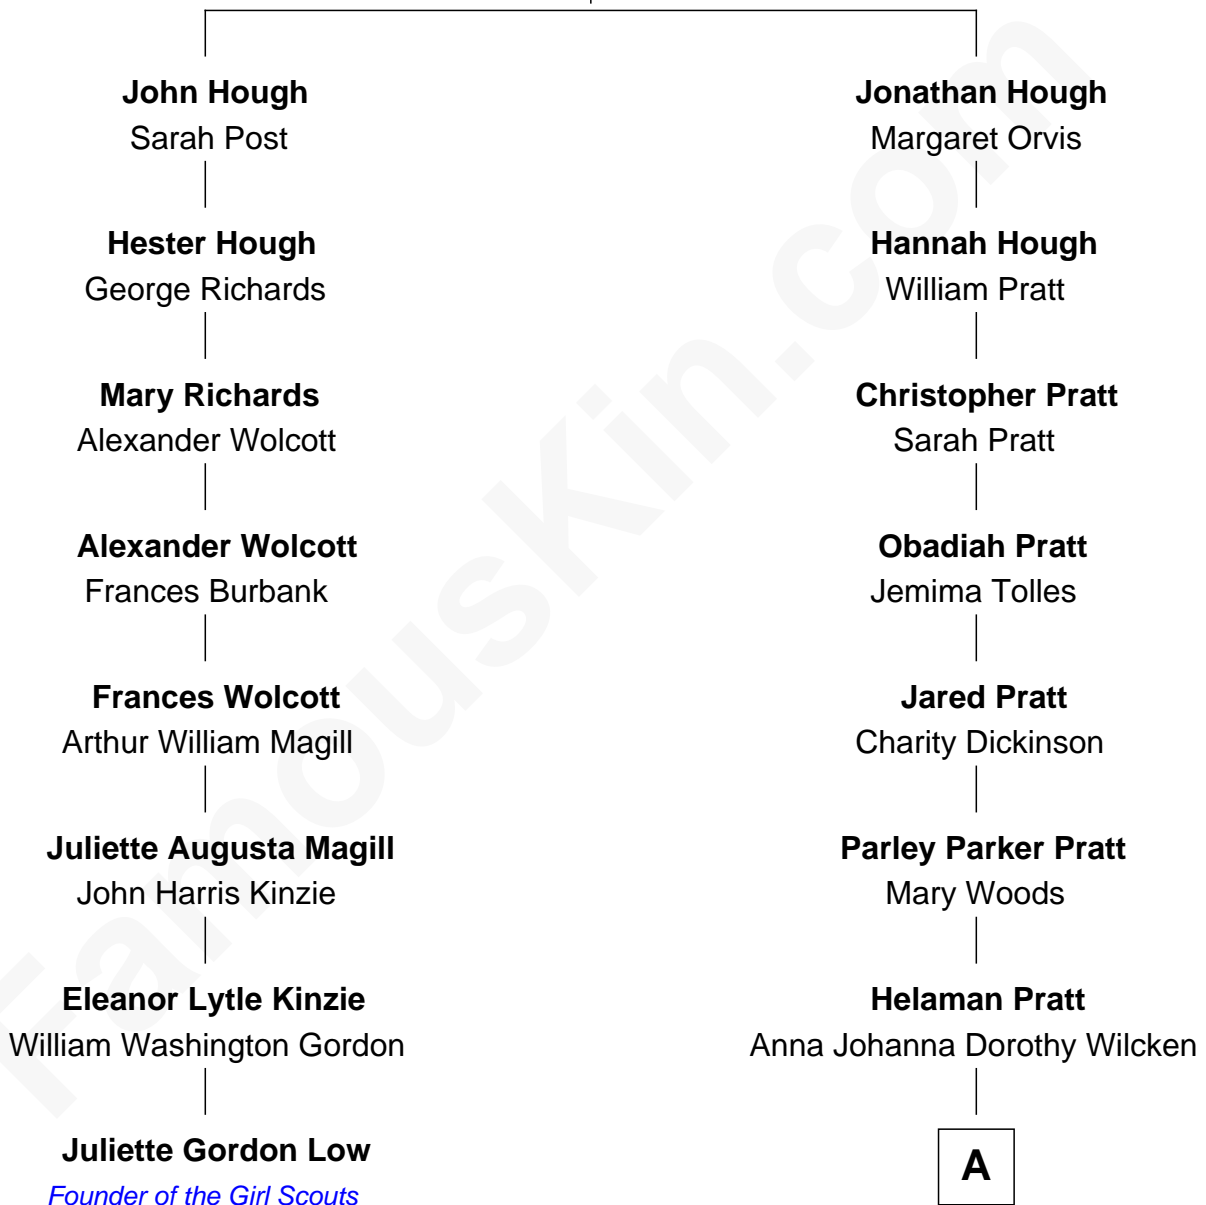 John Hough
Sarah Post
Hester Hough
George Richards
Mary Richards
Alexander Wolcott
Alexander Wolcott
Frances Burbank
Frances Wolcott
Arthur William Magill
Juliette Augusta Magill
John Harris Kinzie
Eleanor Lytle Kinzie
William Washington Gordon
Juliette Gordon Low
Founder of the Girl Scouts
Jonathan Hough
Margaret Orvis
Hannah Hough
William Pratt
Christopher Pratt
Sarah Pratt
Obadiah Pratt
Jemima Tolles
Jared Pratt
Charity Dickinson
Parley Parker Pratt
Mary Woods
Helaman Pratt
Anna Johanna Dorothy Wilcken
A
FamousKin.com